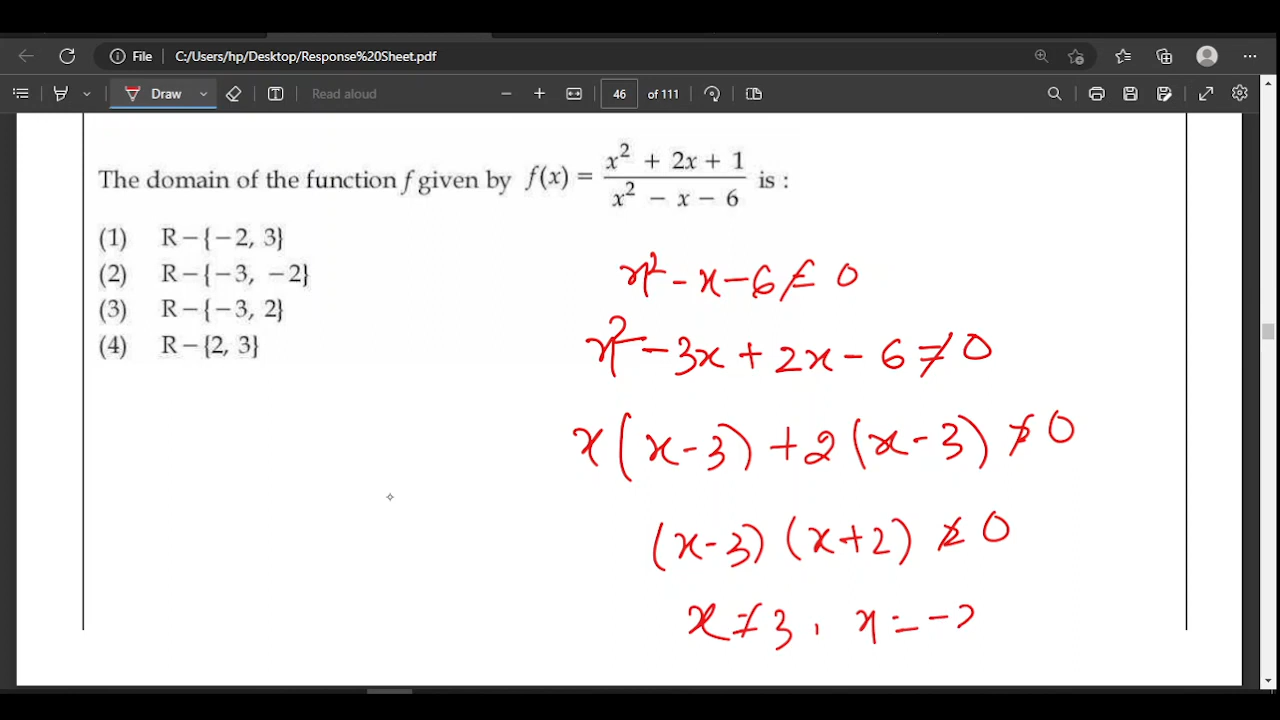 File C:/Users/hp/Desktop/Response%20Sheet.pdf
Draw Read aloud 46 of 111
The domain of the function f given by f(x) = (x² + 2x + 1)/(x² − x − 6) is :
(1) R−{−2, 3}
(2) R−{−3, −2}
(3) R−{−3, 2}
(4) R−{2, 3}
x² - x - 6 ≠ 0
x² - 3x + 2x - 6 ≠ 0
x(x-3) + 2(x-3) ≠ 0
(x-3)(x+2) ≠ 0
x ≠ 3, x = -2